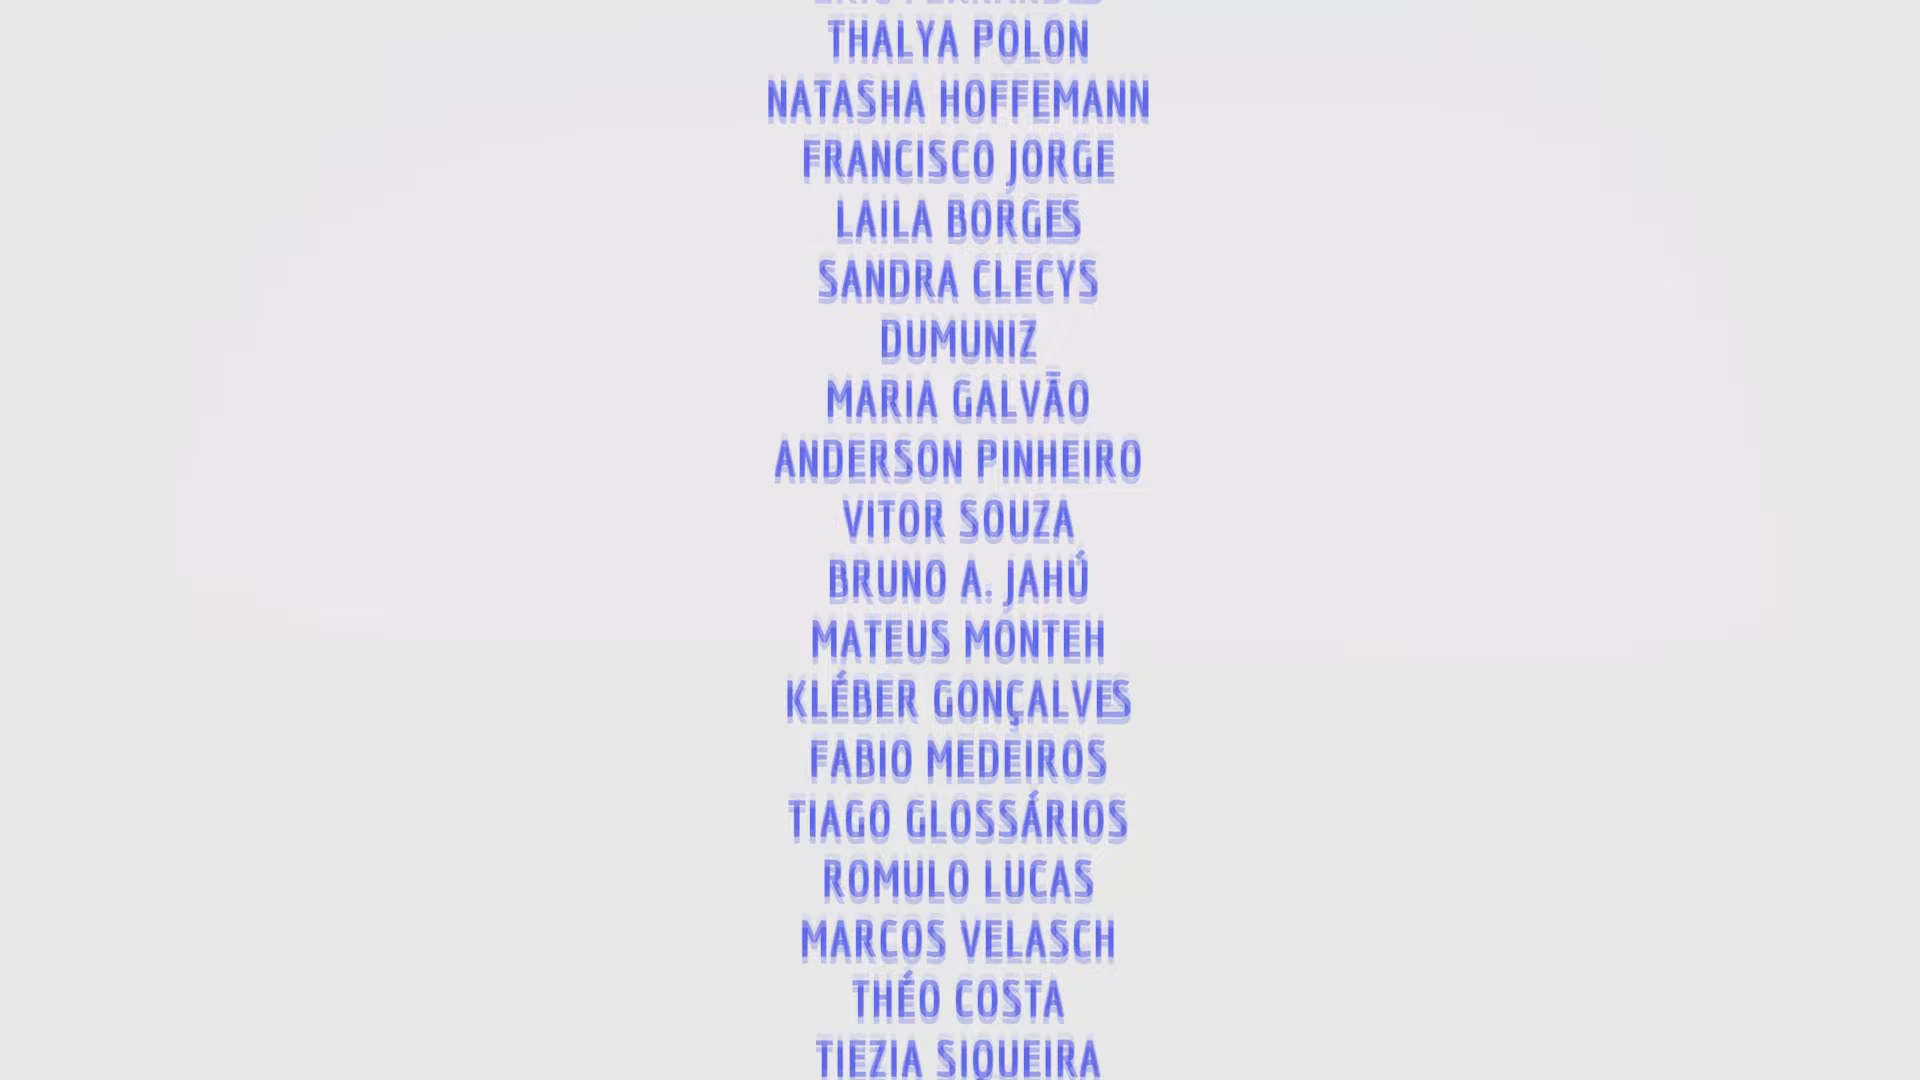 THALYA POLON
NATASHA HOFFEMANN
FRANCISCO JORGE
LAILA BORGES
SANDRA CLECYS
DUMUNIZ
MARIA GALVÃO
ANDERSON PINHEIRO
VITOR SOUZA
BRUNO A. JAHÚ
MATEUS MONTEH
KLÉBER GONÇALVES
FABIO MEDEIROS
TIAGO GLOSSÁRIOS
ROMULO LUCAS
MARCOS VELASCH
THÉO COSTA
TIEZIA SIQUEIRA